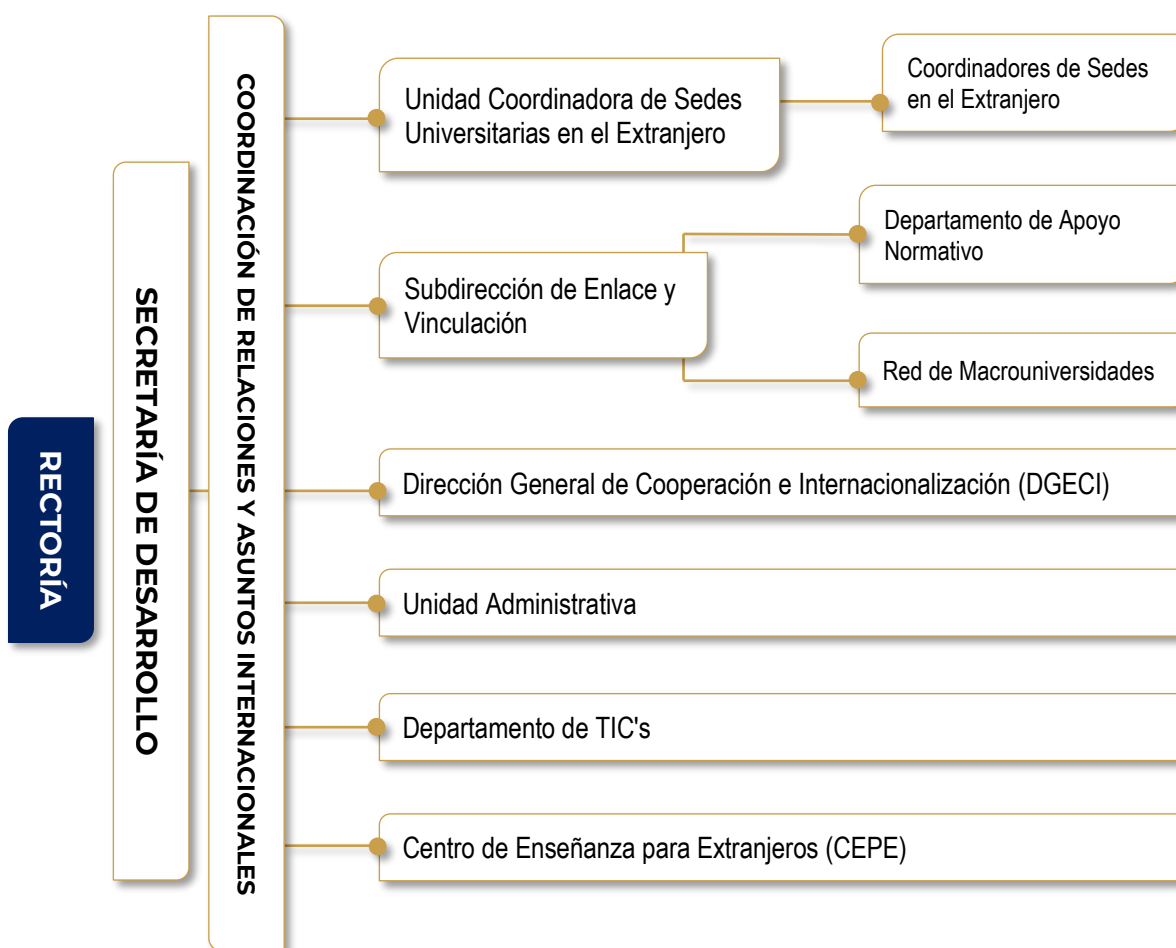 RECTORÍA
SECRETARÍA DE DESARROLLO
COORDINACIÓN DE RELACIONES Y ASUNTOS INTERNACIONALES
Unidad Coordinadora de Sedes
Universitarias en el Extranjero
Coordinadores de Sedes
en el Extranjero
Subdirección de Enlace y
Vinculación
Departamento de Apoyo
Normativo
Red de Macrouniversidades
Dirección General de Cooperación e Internacionalización (DGECI)
Unidad Administrativa
Departamento de TIC's
Centro de Enseñanza para Extranjeros (CEPE)